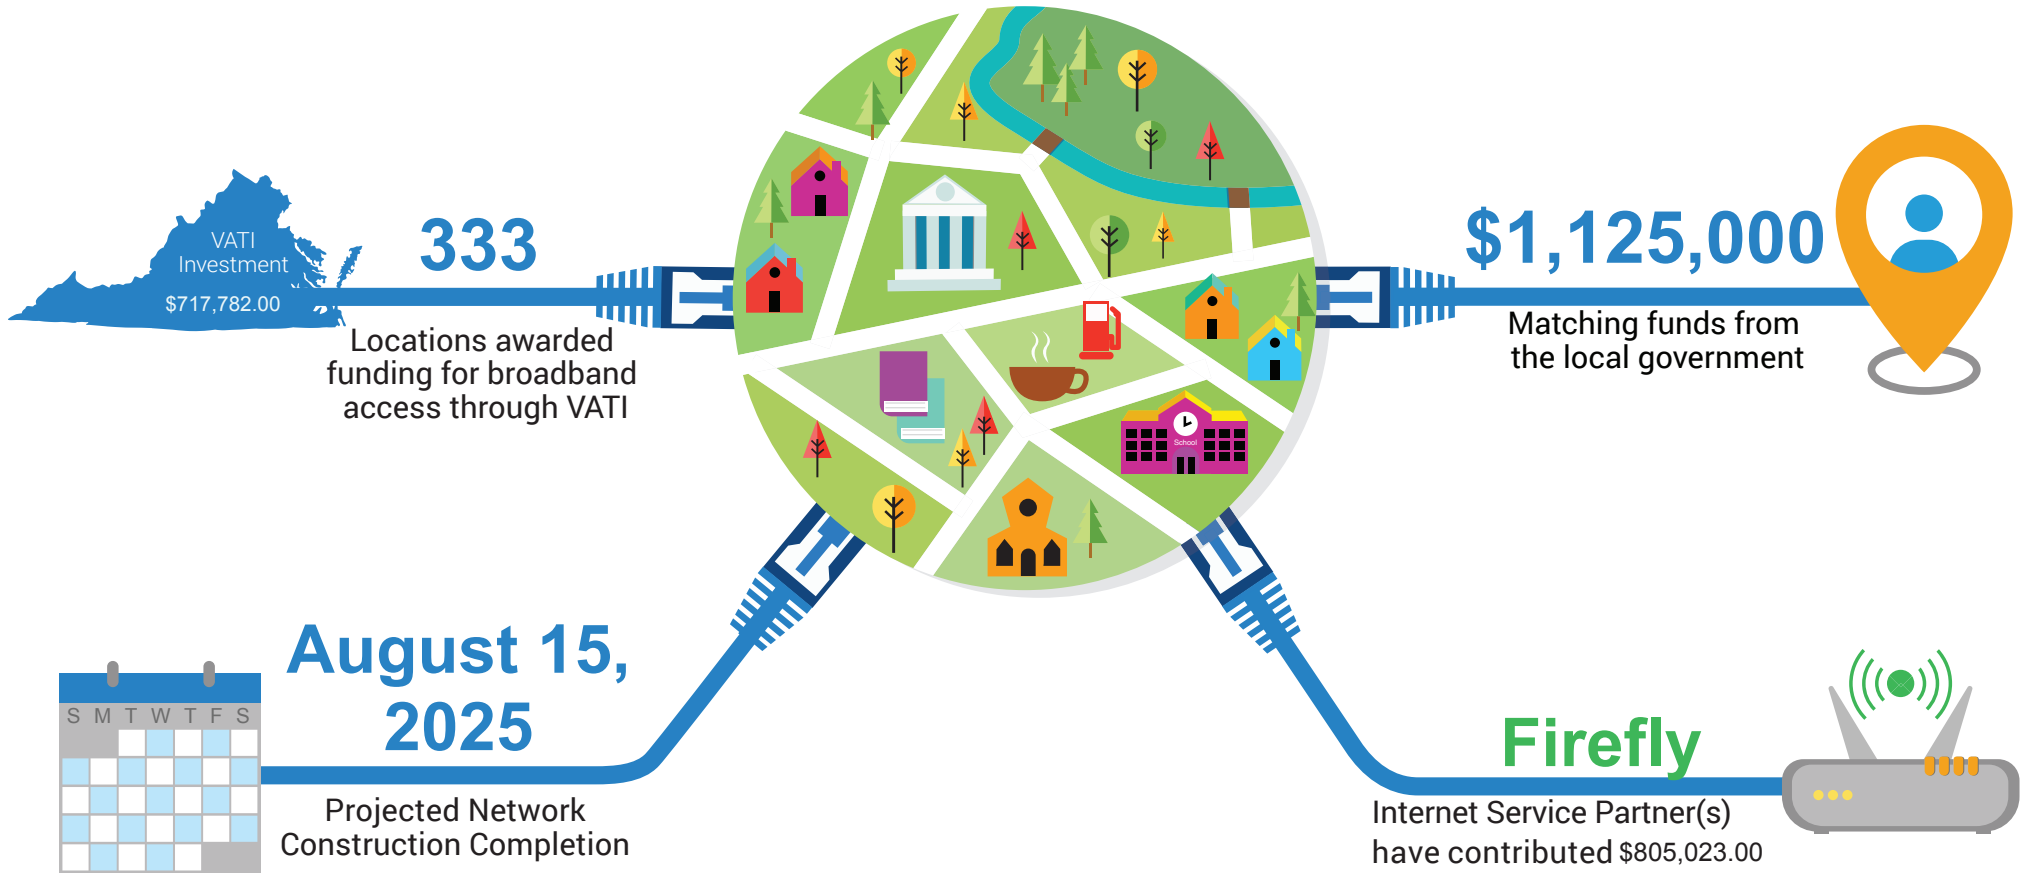 VATI
Investment
$717,782.00
333
Locations awarded
funding for broadband
access through VATI
$1,125,000
Matching funds from
the local government
School
S M T W T F S
August 15,
2025
Projected Network
Construction Completion
Firefly
Internet Service Partner(s)
have contributed $805,023.00